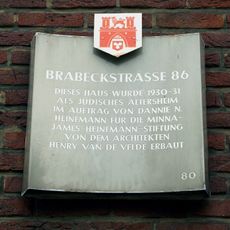 BRABECKSTRASSE 86
DIESES HAUS WURDE 1930-31
ALS JÜDISCHES ALTERSHEIM
IM AUFTRAG VON DANNIE N.
HEINEMANN FÜR DIE MINNA-
JAMES-HEINEMANN-STIFTUNG
VON DEM ARCHITEKTEN
HENRY VAN DE VELDE ERBAUT
80